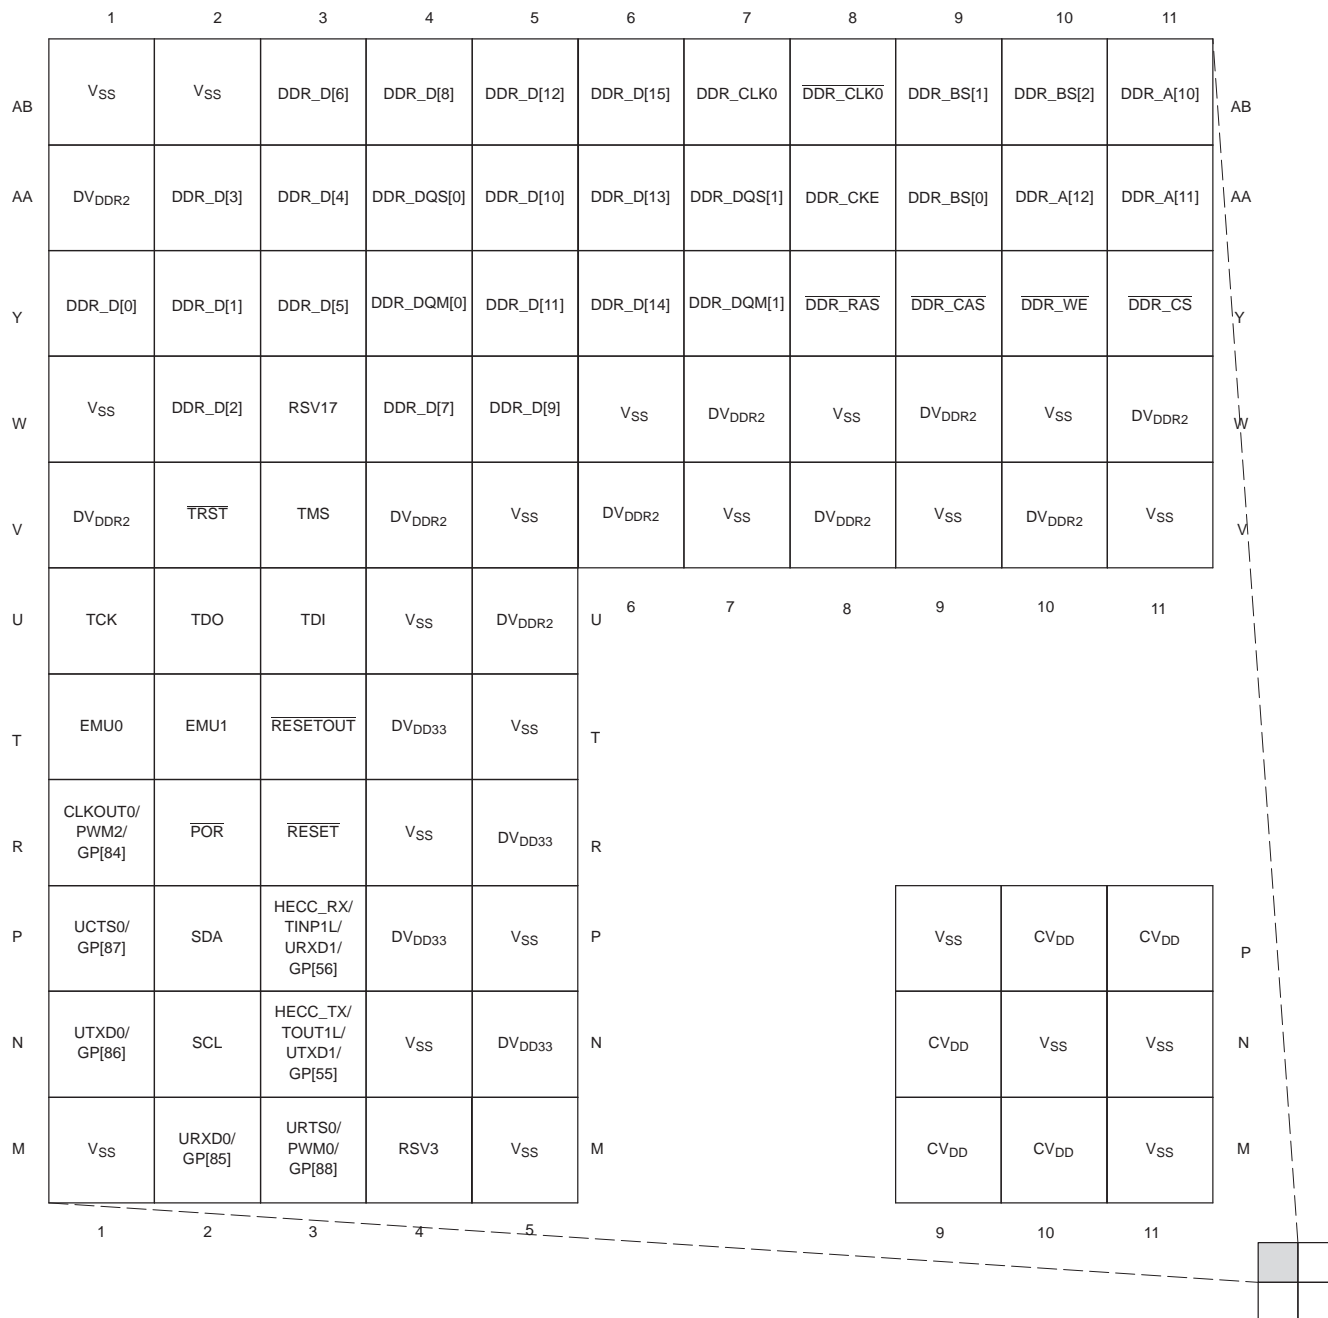 1 2 3 4 5 6 7 8 9 10 11
AB VSS VSS DDR_D[6] DDR_D[8] DDR_D[12] DDR_D[15] DDR_CLK0 DDR_CLK0 DDR_BS[1] DDR_BS[2] DDR_A[10] AB
AA DVDDR2 DDR_D[3] DDR_D[4] DDR_DQS[0] DDR_D[10] DDR_D[13] DDR_DQS[1] DDR_CKE DDR_BS[0] DDR_A[12] DDR_A[11] AA
Y DDR_D[0] DDR_D[1] DDR_D[5] DDR_DQM[0] DDR_D[11] DDR_D[14] DDR_DQM[1] DDR_RAS DDR_CAS DDR_WE DDR_CS Y
W VSS DDR_D[2] RSV17 DDR_D[7] DDR_D[9] VSS DVDDR2 VSS DVDDR2 VSS DVDDR2 W
V DVDDR2 TRST TMS DVDDR2 VSS DVDDR2 VSS DVDDR2 VSS DVDDR2 VSS V
U TCK TDO TDI VSS DVDDR2 U 6 7 8 9 10 11
T EMU0 EMU1 RESETOUT DVDD33 VSS T
R CLKOUT0/
PWM2/
GP[84] POR RESET VSS DVDD33 R
P UCTS0/
GP[87] SDA HECC_RX/
TINP1L/
URXD1/
GP[56] DVDD33 VSS P VSS CVDD CVDD P
N UTXD0/
GP[86] SCL HECC_TX/
TOUT1L/
UTXD1/
GP[55] VSS DVDD33 N CVDD VSS VSS N
M VSS URXD0/
GP[85] URTS0/
PWM0/
GP[88] RSV3 VSS M CVDD CVDD VSS M
1 2 3 4 5 9 10 11